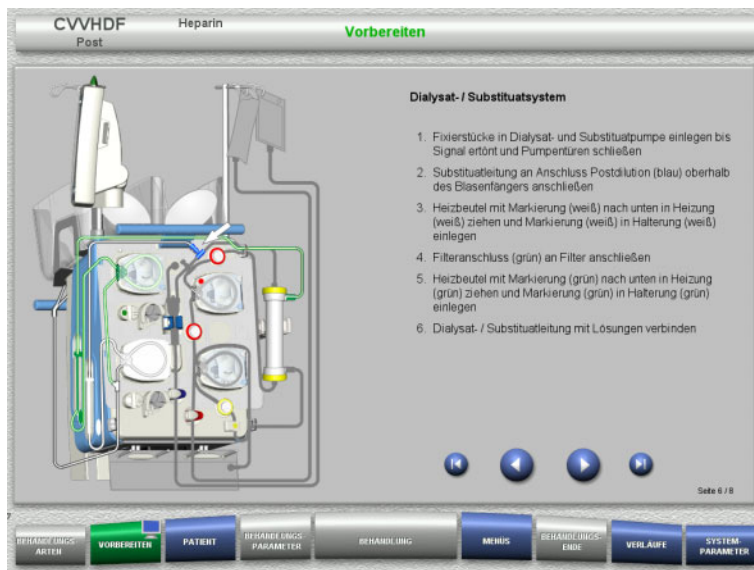 CVVHDF
Post
Heparin
Vorbereiten
Dialysat- / Substituatsystem
1. Fixierstücke in Dialysat- und Substituatpumpe einlegen bis
Signal ertönt und Pumpentüren schließen
2. Substituatleitung an Anschluss Postdilution (blau) oberhalb
des Blasenfängers anschließen
3. Heizbeutel mit Markierung (weiß) nach unten in Heizung
(weiß) ziehen und Markierung (weiß) in Halterung (weiß)
einlegen
4. Filteranschluss (grün) an Filter anschließen
5. Heizbeutel mit Markierung (grün) nach unten in Heizung
(grün) ziehen und Markierung (grün) in Halterung (grün)
einlegen
6. Dialysat- / Substituatleitung mit Lösungen verbinden
Seite 6 / 8
BEHANDLUNGS-
ARTEN
VORBEREITEN
PATIENT
BEHANDLUNGS-
PARAMETER
BEHANDLUNG
MENÜS
BEHANDLUNGS-
ENDE
VERLÄUFE
SYSTEM-
PARAMETER